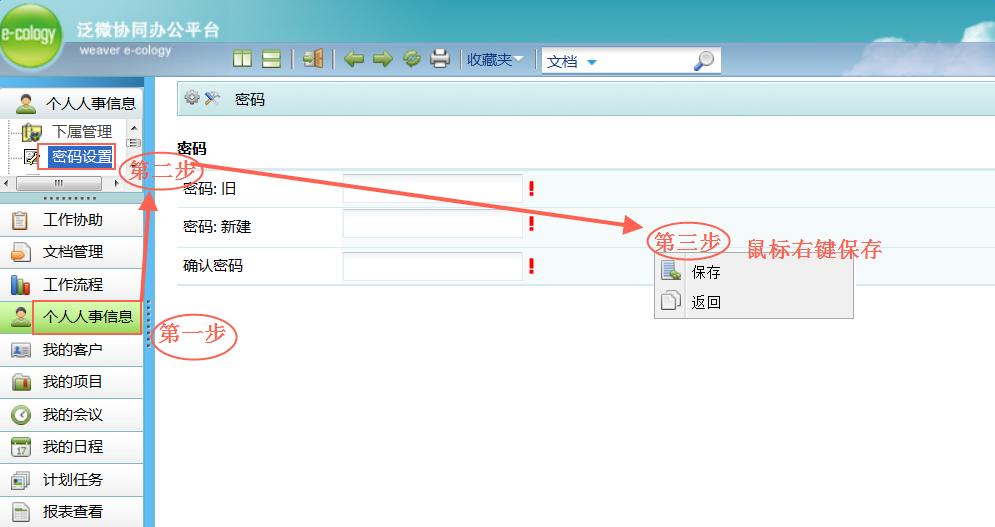 e-cology
泛微协同办公平台
weaver e-cology
收藏夹
文档
个人人事信息
下属管理
密码设置
第二步
工作协助
文档管理
工作流程
个人人事信息
第一步
我的客户
我的项目
我的会议
我的日程
17
计划任务
报表查看
密码
密码
密码: 旧
!
密码: 新建
!
确认密码
!
第三步
鼠标右键保存
保存
返回